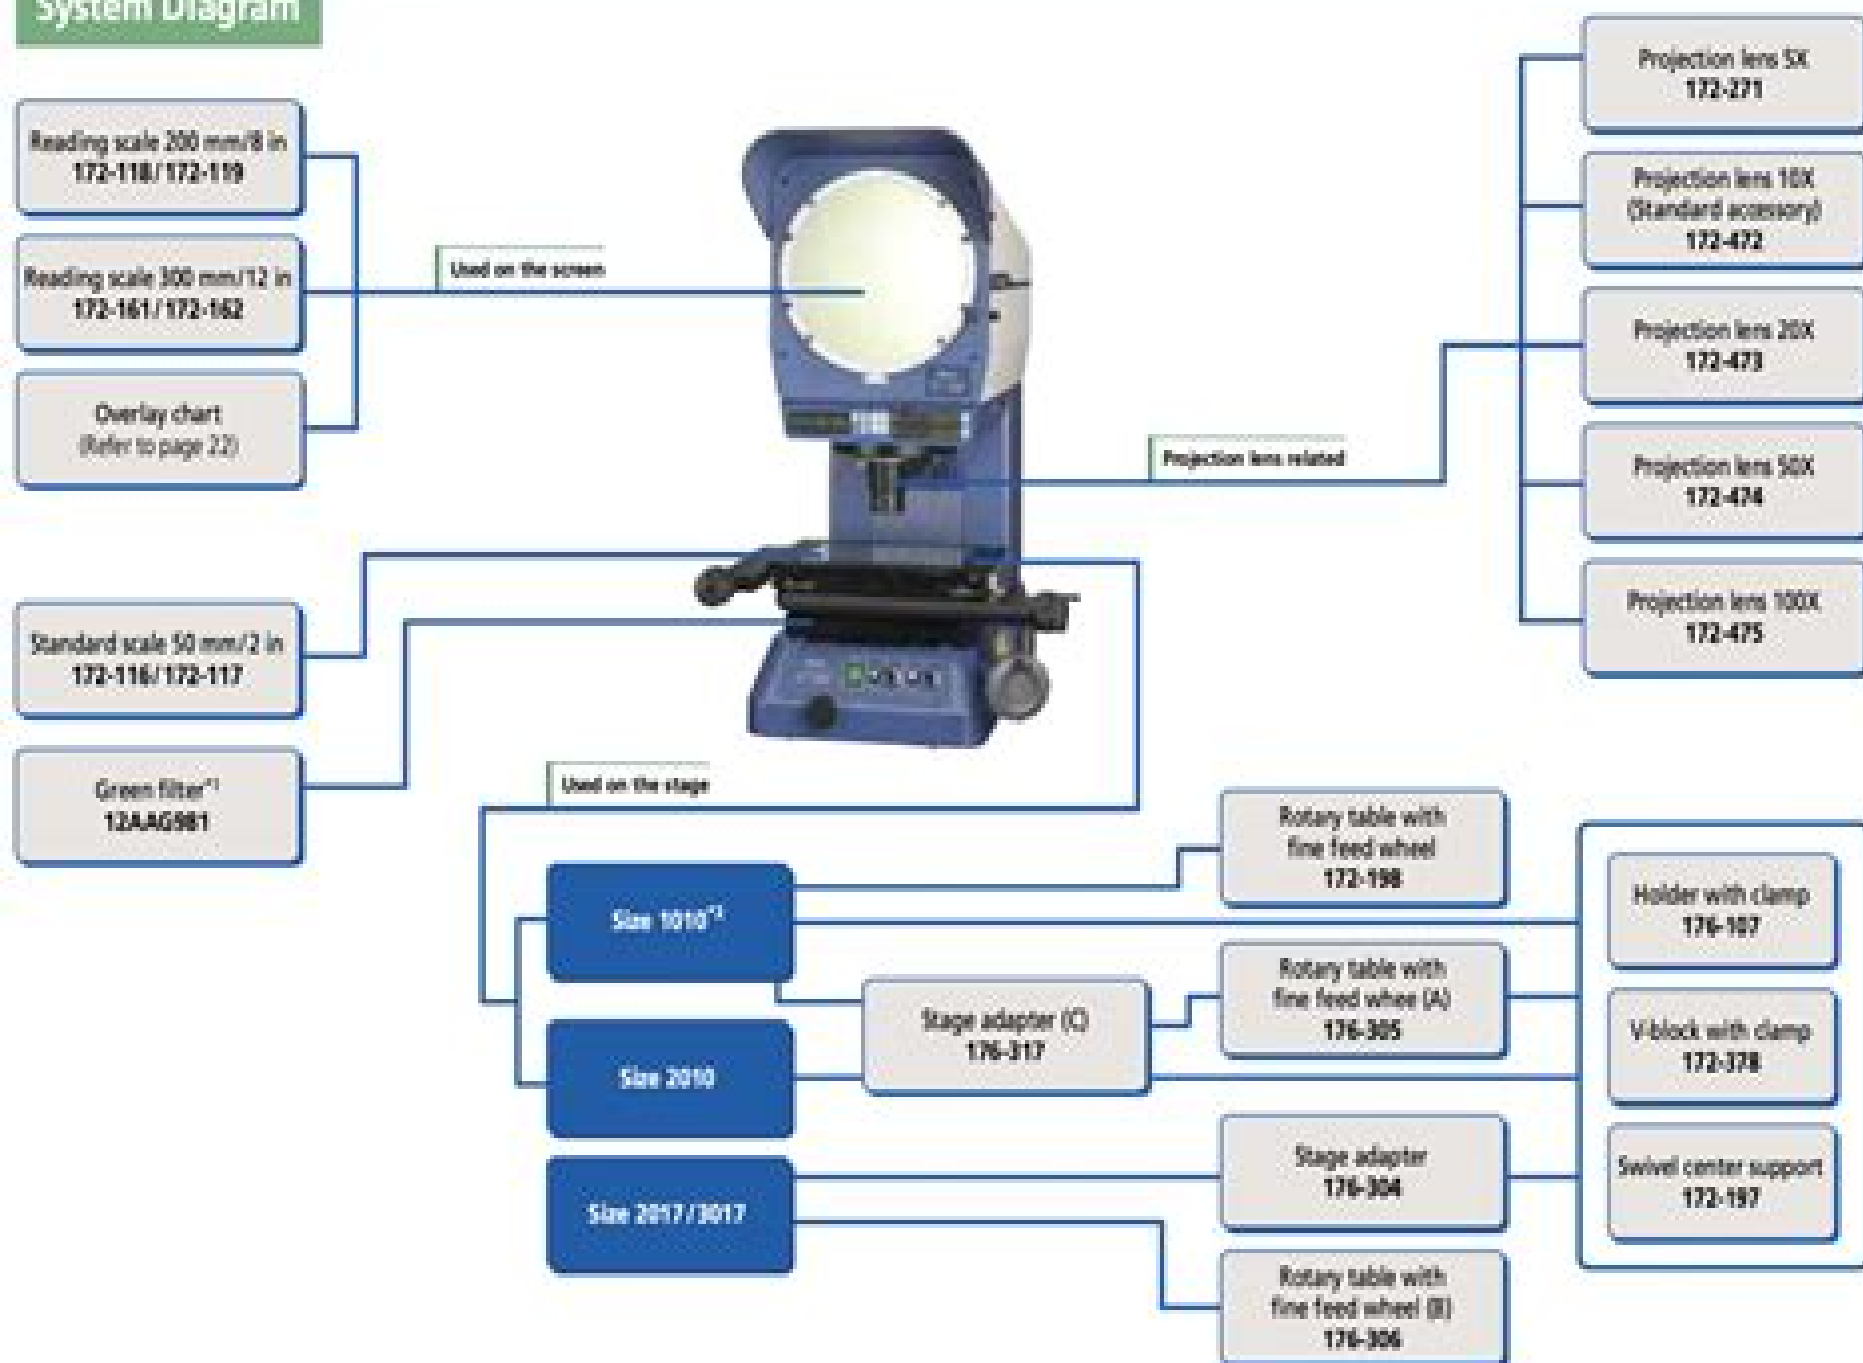 System Diagram
Reading scale 200 mm/8 in
172-118/172-119
Reading scale 300 mm/12 in
172-161/172-162
Overlay chart
(Refer to page 22)
Standard scale 50 mm/2 in
172-116/172-117
Green filter*1
12AAG981
Used on the screen
Projection lens related
Used on the stage
Projection lens 5X
172-271
Projection lens 10X
(Standard accessory)
172-472
Projection lens 20X
172-473
Projection lens 50X
172-474
Projection lens 100X
172-475
Size 1010*2
Size 2010
Size 2017/3017
Stage adapter (C)
176-317
Rotary table with
fine feed wheel
172-198
Rotary table with
fine feed whee (A)
176-305
Stage adapter
176-304
Rotary table with
fine feed wheel (B)
176-306
Holder with clamp
176-107
V-block with clamp
172-378
Swivel center support
172-197